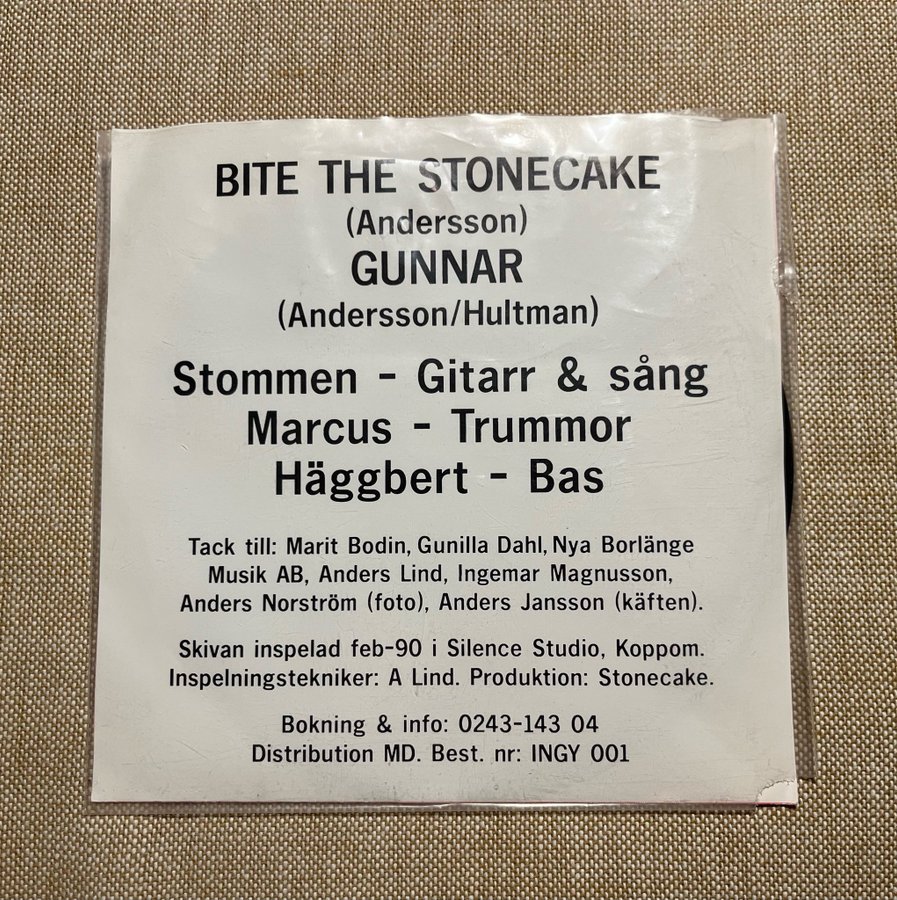 BITE THE STONECAKE
(Andersson)
GUNNAR
(Andersson/Hultman)
Stommen - Gitarr & sång
Marcus - Trummor
Häggbert - Bas
Tack till: Marit Bodin, Gunilla Dahl, Nya Borlänge
Musik AB, Anders Lind, Ingemar Magnusson,
Anders Norström (foto), Anders Jansson (käften).
Skivan inspelad feb-90 i Silence Studio, Koppom.
Inspelningstekniker: A Lind. Produktion: Stonecake.
Bokning & info: 0243-143 04
Distribution MD. Best. nr: INGY 001